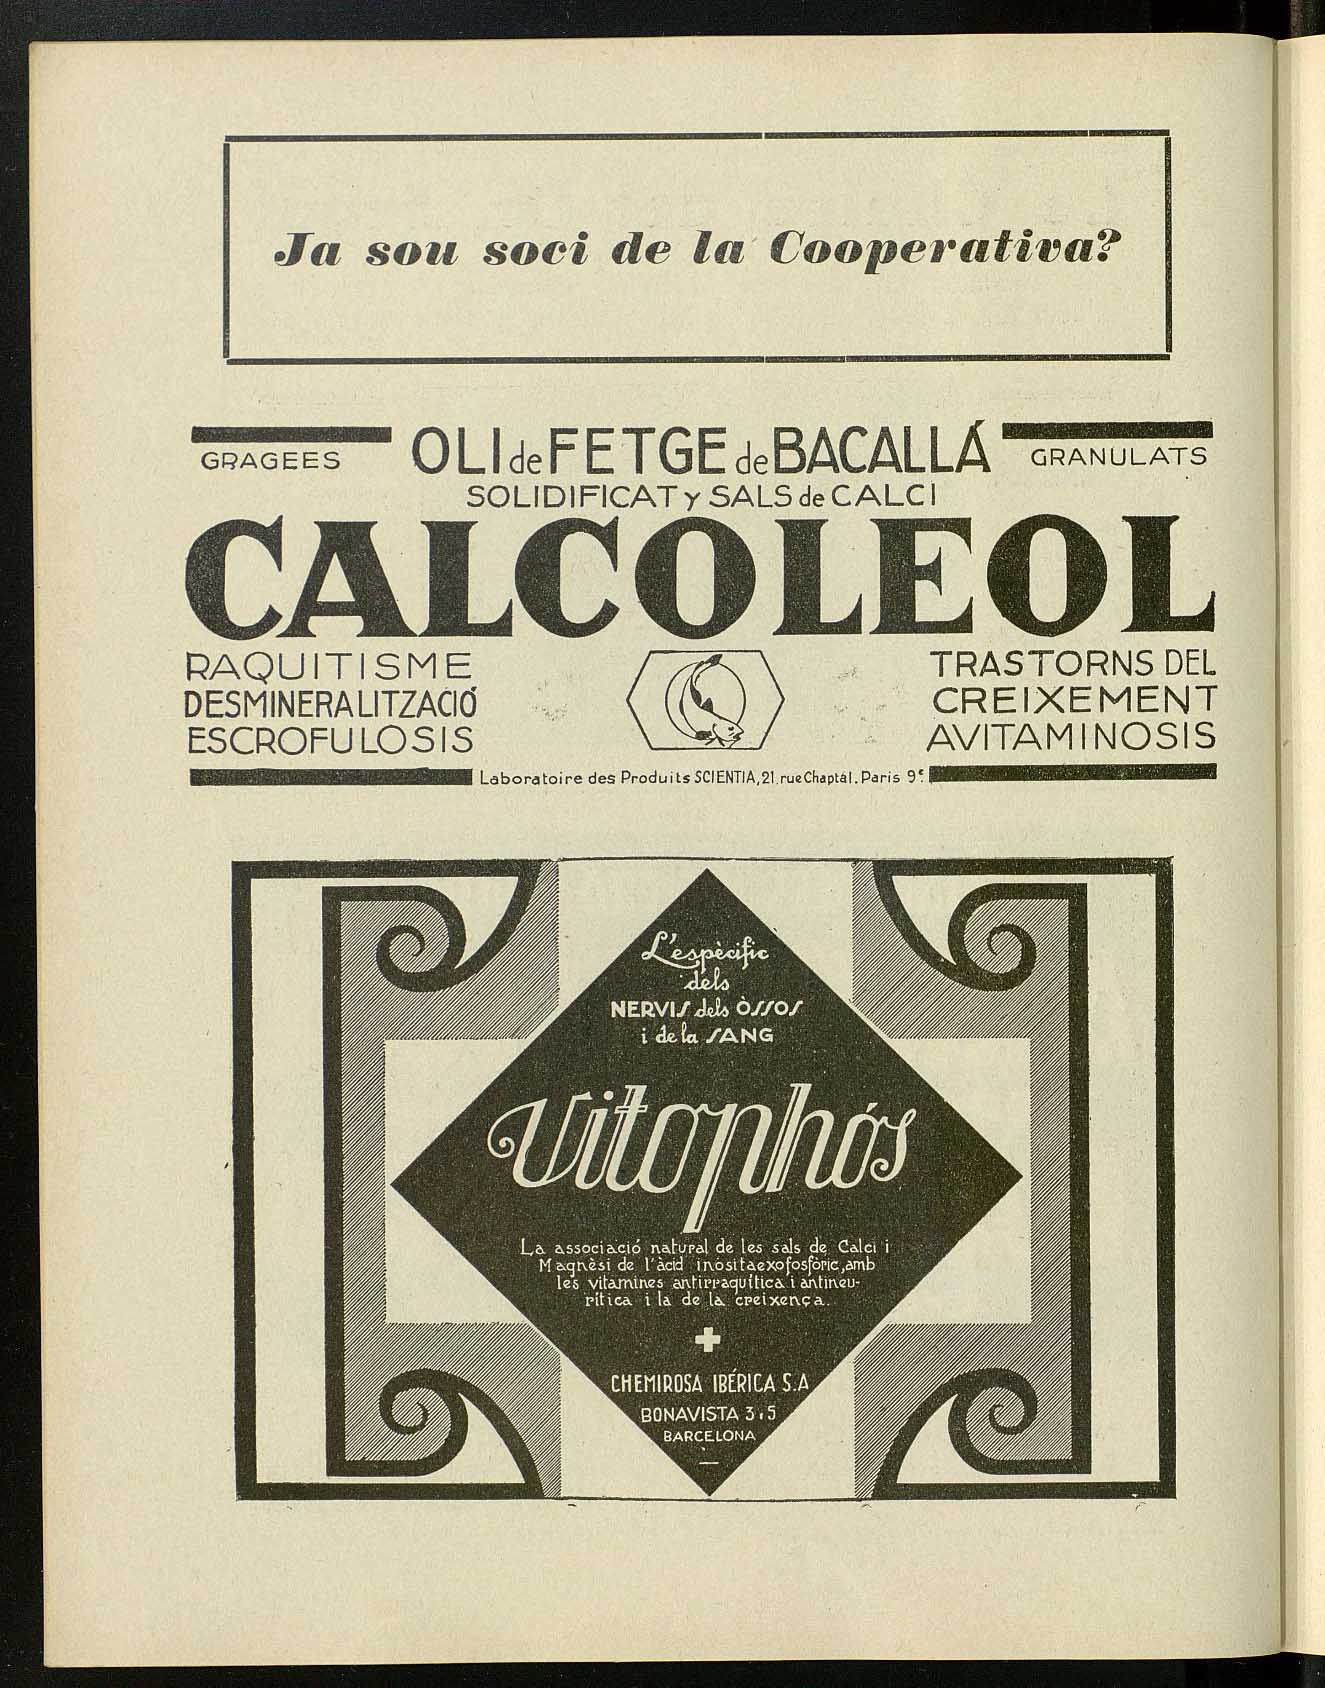 Ja sou soci de la Cooperativa?
GRAGEES
OLI de FETGE de BACALLÁ
GRANULATS
SOLIDIFICAT y SALS de CALCI
CALCOLEOL
RAQUITISME
DESMINERALITZACIÓ
ESCROFULOSIS
TRASTORNS DEL
CREIXEMENT
AVITAMINOSIS
Laboratoire des Produits SCIENTIA, 21, rue Chaptal. Paris 9e.
L'espècific
dels
NERVIS dels ÒSSOS
i de la SANG
Vitophós
La associació natural de les sals de Calci i
Magnèsi de l'àcid inositaexofosfòric, amb
les vitamines antirraquítica i antineu-
rítica i la de la creixença.
CHEMIROSA IBÉRICA S.A
BONAVISTA 3 i 5
BARCELONA